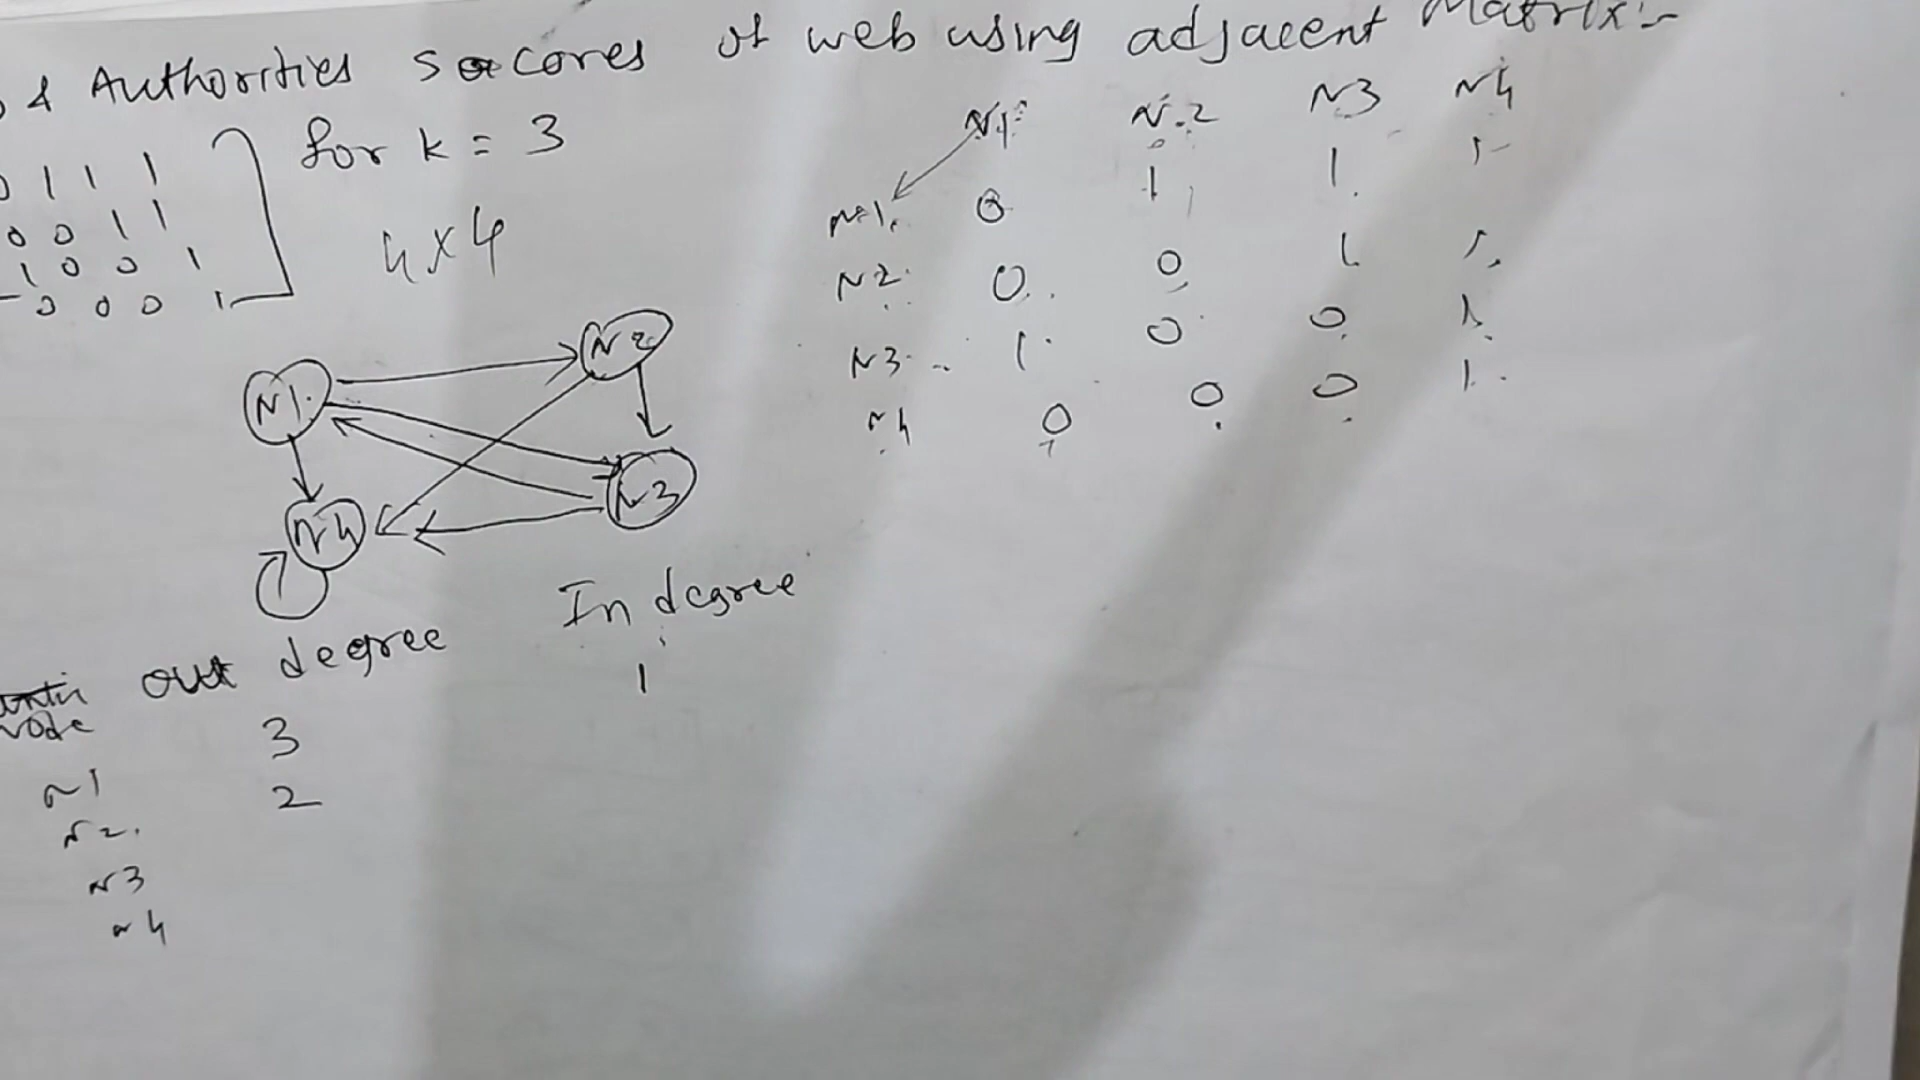 & Authorities scores of web using adjacent Matrix:-
for k = 3
0 1 1 1
0 0 1 1
1 0 0 1
0 0 0 1
4x4
N1 N2 N3 N4
N1 0 1 1 1
N2 0 0 1 1
N3 1 0 0 1
N4 0 0 0 1
N1
N2
N3
N4
node out degree In degree
N1 3 1
N2 2
N3
N4